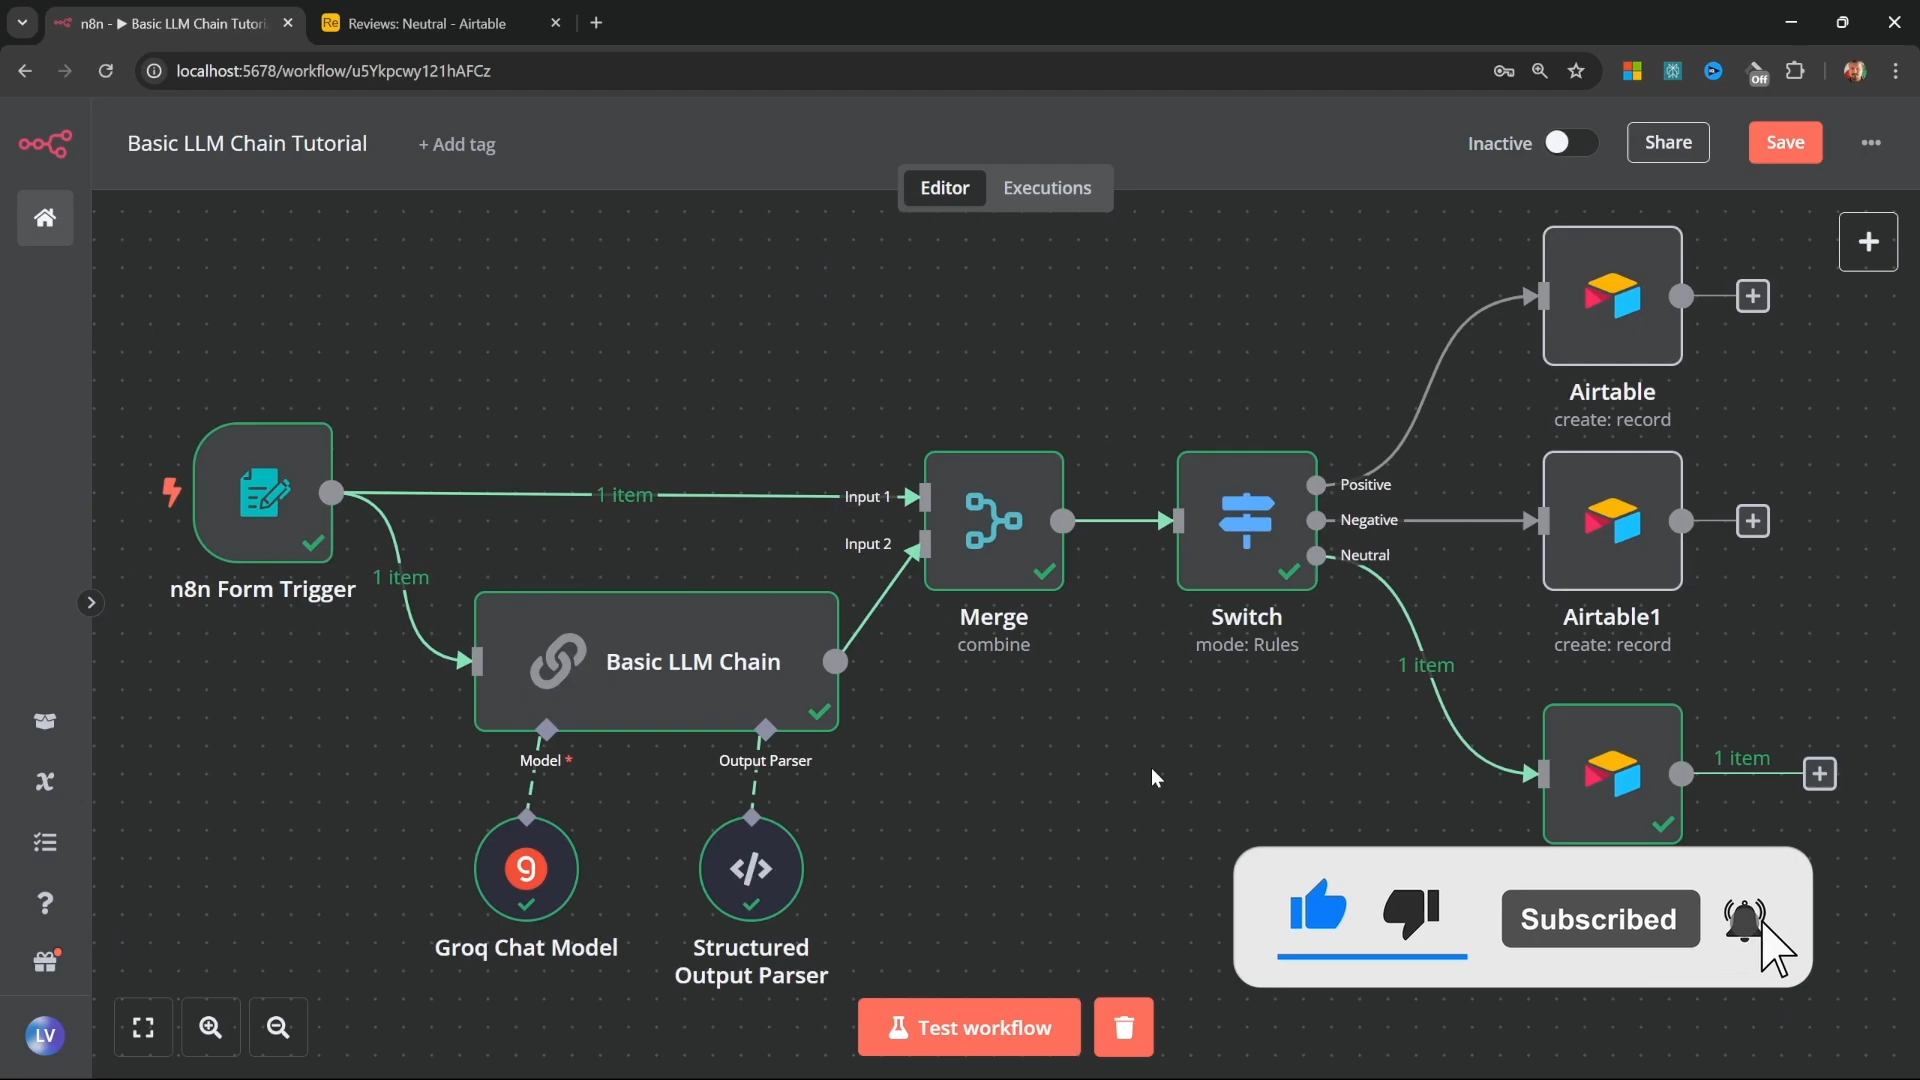 n8n - ▶ Basic LLM Chain Tutori
Re Reviews: Neutral - Airtable
localhost:5678/workflow/u5Ykpcwy121hAFCz
Off
Basic LLM Chain Tutorial
+ Add tag
Inactive
Share
Save
Editor
Executions
Airtable
create: record
Positive
1 item
Input 1
Negative
Input 2
Neutral
1 item
n8n Form Trigger
Merge
combine
Switch
mode: Rules
Airtable1
create: record
Basic LLM Chain
1 item
Model *
Output Parser
1 item
9
</>
Groq Chat Model
Structured
Output Parser
Subscribed
LV
Test workflow